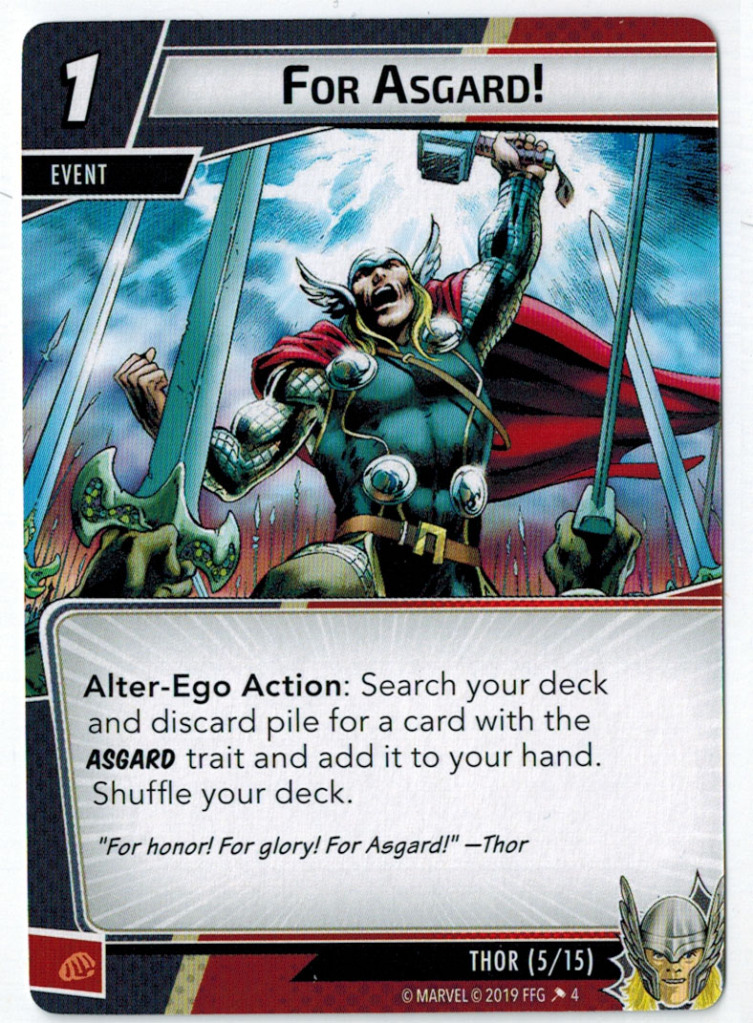 1
FOR ASGARD!
EVENT
Alter-Ego Action: Search your deck
and discard pile for a card with the
ASGARD trait and add it to your hand.
Shuffle your deck.
"For honor! For glory! For Asgard!" —Thor
THOR (5/15)
© MARVEL © 2019 FFG 4